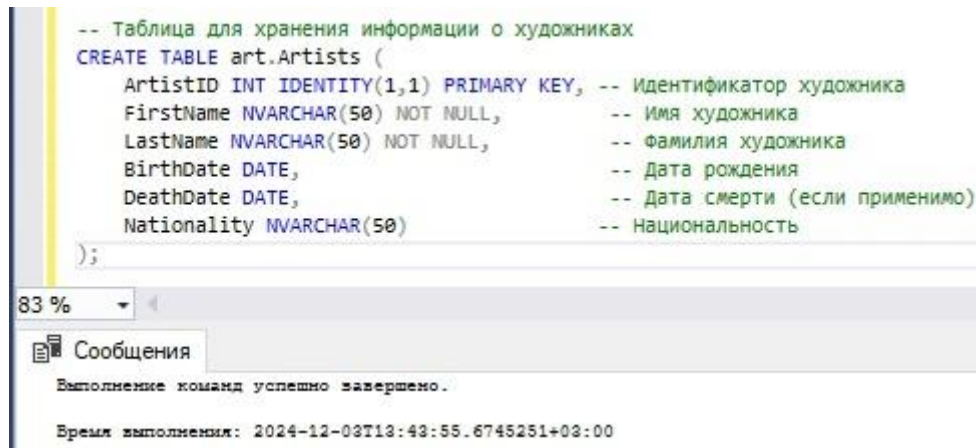 -- Таблица для хранения информации о художниках
CREATE TABLE art.Artists (
ArtistID INT IDENTITY(1,1) PRIMARY KEY, -- Идентификатор художника
FirstName NVARCHAR(50) NOT NULL, -- Имя художника
LastName NVARCHAR(50) NOT NULL, -- Фамилия художника
BirthDate DATE, -- Дата рождения
DeathDate DATE, -- Дата смерти (если применимо)
Nationality NVARCHAR(50) -- Национальность
);
83 %
Сообщения
Выполнение команд успешно завершено.
Время выполнения: 2024-12-03T13:43:55.6745251+03:00